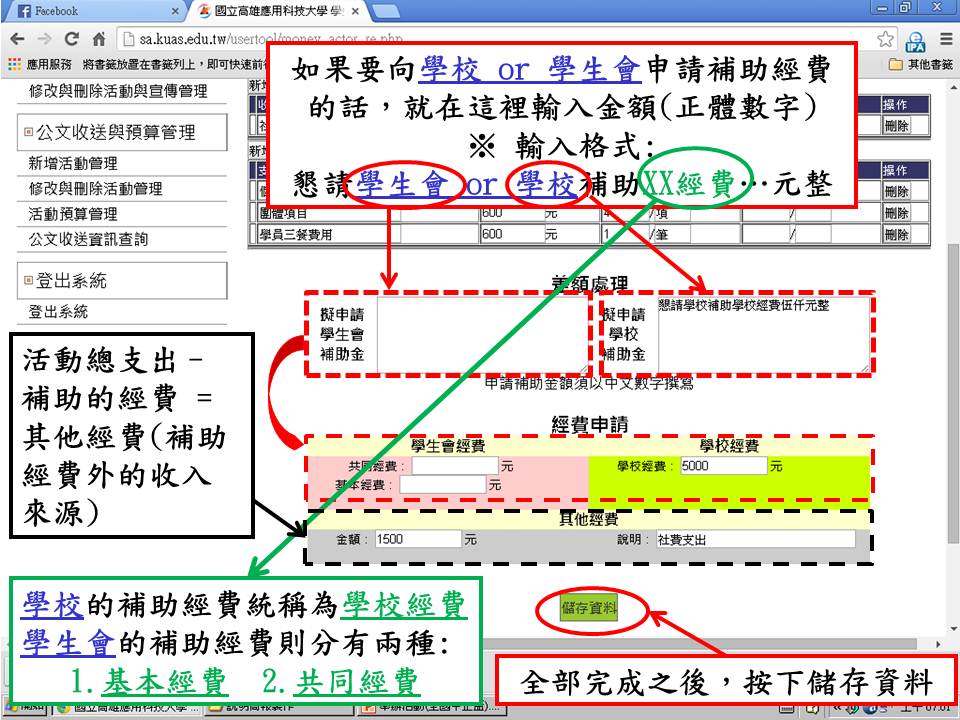 Facebook
國立高雄應用科技大學 學
sa.kuas.edu.tw/usertool/money_actor_re.php
應用服務
將書籤放置在書籤列上，即可快速前
其他書籤
如果要向學校 or 學生會申請補助經費
的話，就在這裡輸入金額(正體數字)
※ 輸入格式:
懇請學生會 or 學校補助XX經費…元整
修改與刪除活動與宣傳管理
公文收送與預算管理
新增活動管理
修改與刪除活動管理
活動預算管理
公文收送資訊查詢
登出系統
登出系統
操作
刪除
操作
刪除
團體項目 600 元 4 /項 / 刪除
學員三餐費用 600 元 1 /筆 / 刪除
差額處理
擬申請
學生會
補助金
擬申請
學校
補助金
懇請學校補助學校經費伍仟元整
申請補助金額須以中文數字撰寫
活動總支出－
補助的經費 =
其他經費(補助
經費外的收入
來源)
經費申請
學生會經費
學校經費
共同經費： 元
學校經費： 5000 元
基本經費： 元
其他經費
金額： 1500 元
說明： 社費支出
儲存資料
學校的補助經費統稱為學校經費
學生會的補助經費則分有兩種:
1.基本經費 2.共同經費
全部完成之後，按下儲存資料
國立高雄應用科技大學 ...
上午 07:01